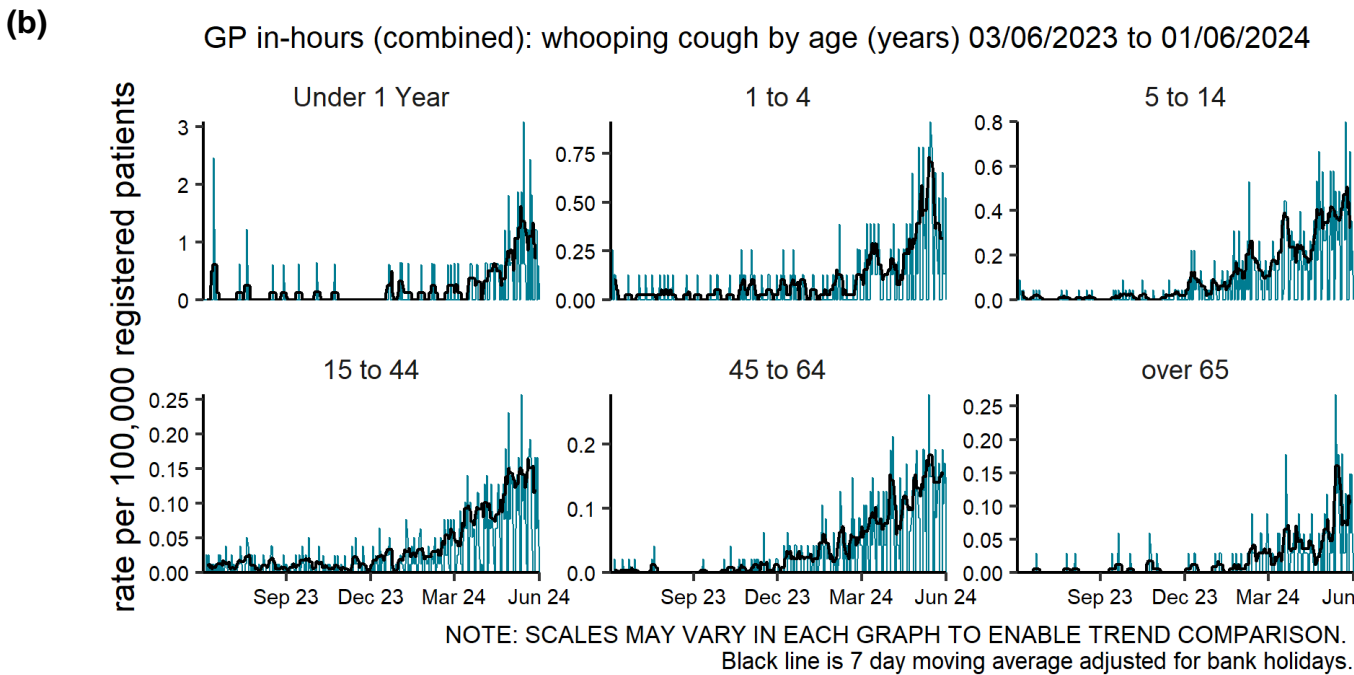 (b)
GP in-hours (combined): whooping cough by age (years) 03/06/2023 to 01/06/2024
rate per 100,000 registered patients
Under 1 Year
3
2
1
0
1 to 4
0.75
0.50
0.25
0.00
5 to 14
0.8
0.6
0.4
0.2
0.0
15 to 44
0.25
0.20
0.15
0.10
0.05
0.00
Sep 23 Dec 23 Mar 24 Jun 24
45 to 64
0.2
0.1
0.0
Sep 23 Dec 23 Mar 24 Jun 24
over 65
0.25
0.20
0.15
0.10
0.05
0.00
Sep 23 Dec 23 Mar 24 Jun
NOTE: SCALES MAY VARY IN EACH GRAPH TO ENABLE TREND COMPARISON.
Black line is 7 day moving average adjusted for bank holidays.